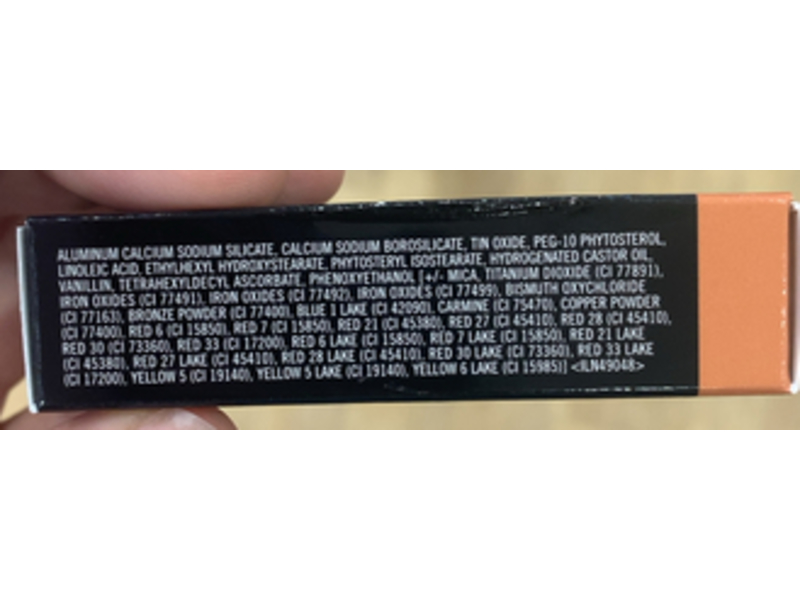 ALUMINUM CALCIUM SODIUM SILICATE, CALCIUM SODIUM BOROSILICATE, TIN OXIDE, PEG-10 PHYTOSTEROL,
LINOLEIC ACID, ETHYLHEXYL HYDROXYSTEARATE, PHYTOSTERYL ISOSTEARATE, HYDROGENATED CASTOR OIL,
VANILLIN, TETRAHEXYLDECYL ASCORBATE, PHENOXYETHANOL [+/- MICA, TITANIUM DIOXIDE (CI 77891),
IRON OXIDES (CI 77491), IRON OXIDES (CI 77492), IRON OXIDES (CI 77499), BISMUTH OXYCHLORIDE
(CI 77163), BRONZE POWDER (CI 77400), BLUE 1 LAKE (CI 42090), CARMINE (CI 75470), COPPER POWDER
(CI 77400), RED 6 (CI 15850), RED 7 (CI 15850), RED 21 (CI 45380), RED 27 (CI 45410), RED 28 (CI 45410),
RED 30 (CI 73360), RED 33 (CI 17200), RED 6 LAKE (CI 15850), RED 7 LAKE (CI 15850), RED 21 LAKE
(CI 45380), RED 27 LAKE (CI 45410), RED 28 LAKE (CI 45410), RED 30 LAKE (CI 73360), RED 33 LAKE
(CI 17200), YELLOW 5 (CI 19140), YELLOW 5 LAKE (CI 19140), YELLOW 6 LAKE (CI 15985)] <ILN49048>